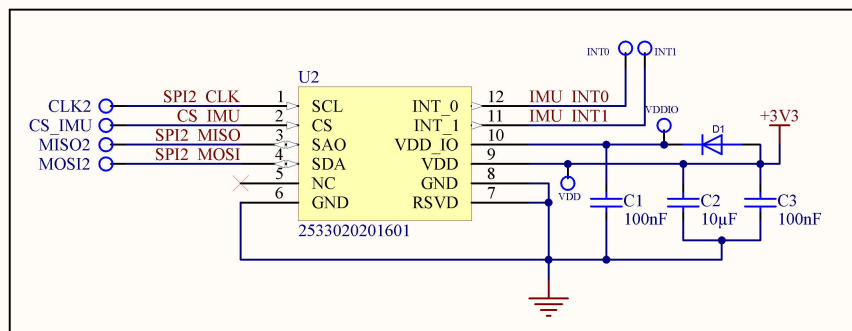 INT0 INT1
U2
CLK2 SPI2_CLK 1 SCL INT_0 12 IMU_INT0
CS_IMU CS_IMU 2 CS INT_1 11 IMU_INT1
MISO2 SPI2_MISO 3 SAO VDD_IO 10 VDDIO D1 +3V3
MOSI2 SPI2_MOSI 4 SDA VDD 9
5 NC GND 8 VDD
6 GND RSVD 7
C1 C2 C3
100nF 10µF 100nF
2533020201601